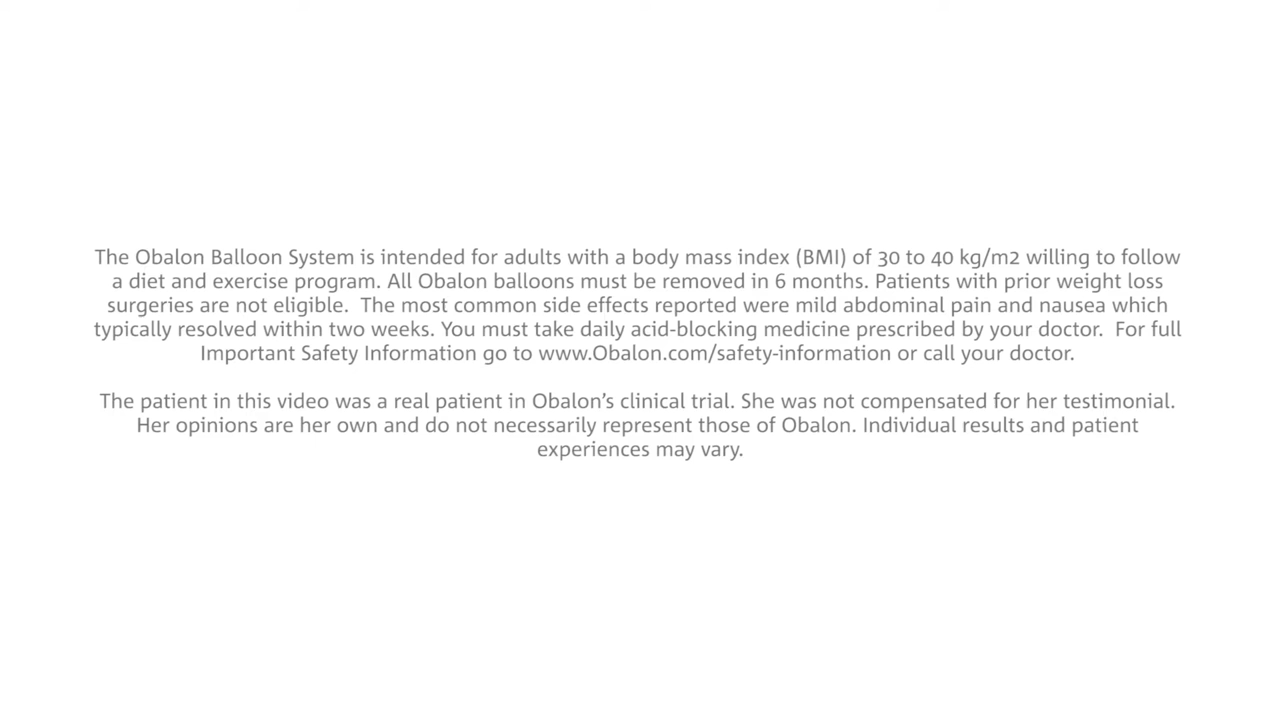 The Obalon Balloon System is intended for adults with a body mass index (BMI) of 30 to 40 kg/m2 willing to follow
a diet and exercise program. All Obalon balloons must be removed in 6 months. Patients with prior weight loss
surgeries are not eligible.  The most common side effects reported were mild abdominal pain and nausea which
typically resolved within two weeks. You must take daily acid-blocking medicine prescribed by your doctor.  For full
Important Safety Information go to www.Obalon.com/safety-information or call your doctor.
The patient in this video was a real patient in Obalon’s clinical trial. She was not compensated for her testimonial.
Her opinions are her own and do not necessarily represent those of Obalon. Individual results and patient
experiences may vary.